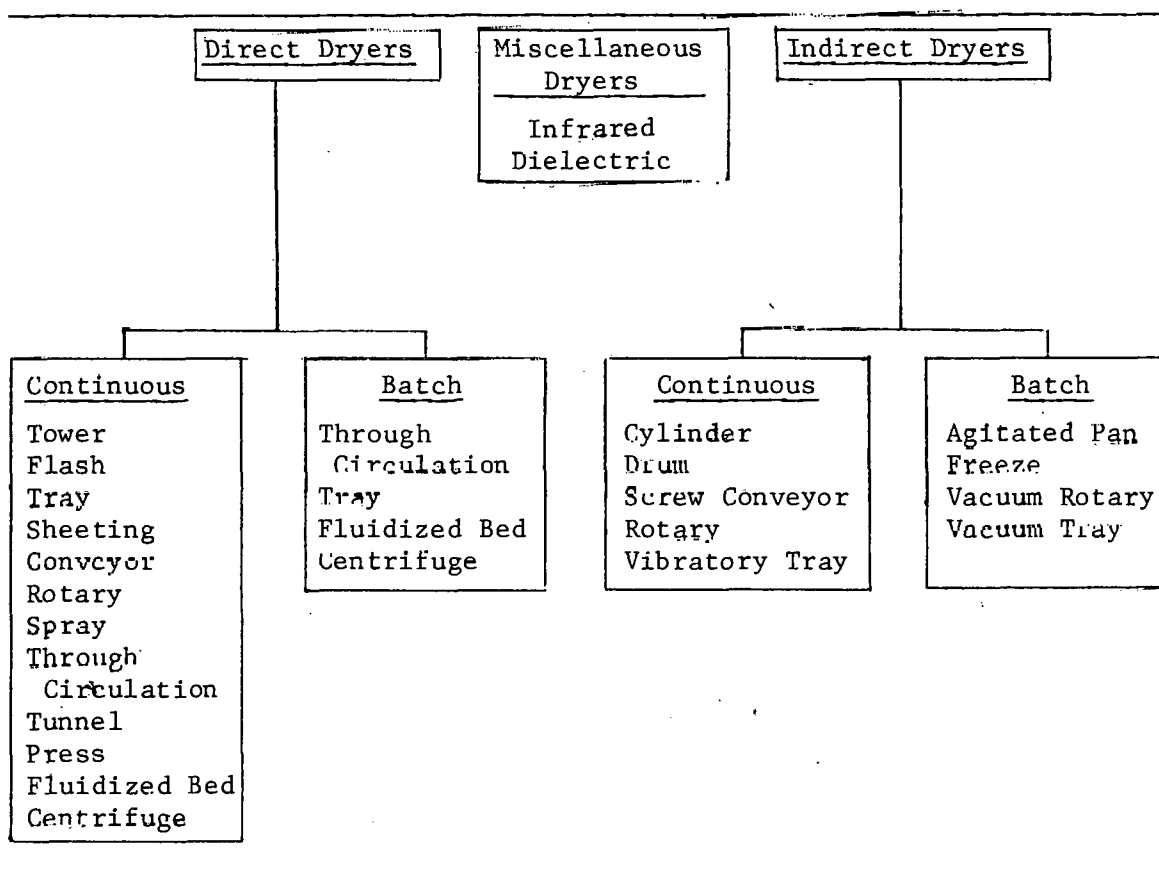 Direct Dryers
Miscellaneous
Dryers
Infrared
Dielectric
Indirect Dryers
Continuous
Tower
Flash
Tray
Sheeting
Conveyor
Rotary
Spray
Through
Circulation
Tunnel
Press
Fluidized Bed
Centrifuge
Batch
Through
Circulation
Tray
Fluidized Bed
Centrifuge
Continuous
Cylinder
Drum
Screw Conveyor
Rotary
Vibratory Tray
Batch
Agitated Pan
Freeze
Vacuum Rotary
Vacuum Tray